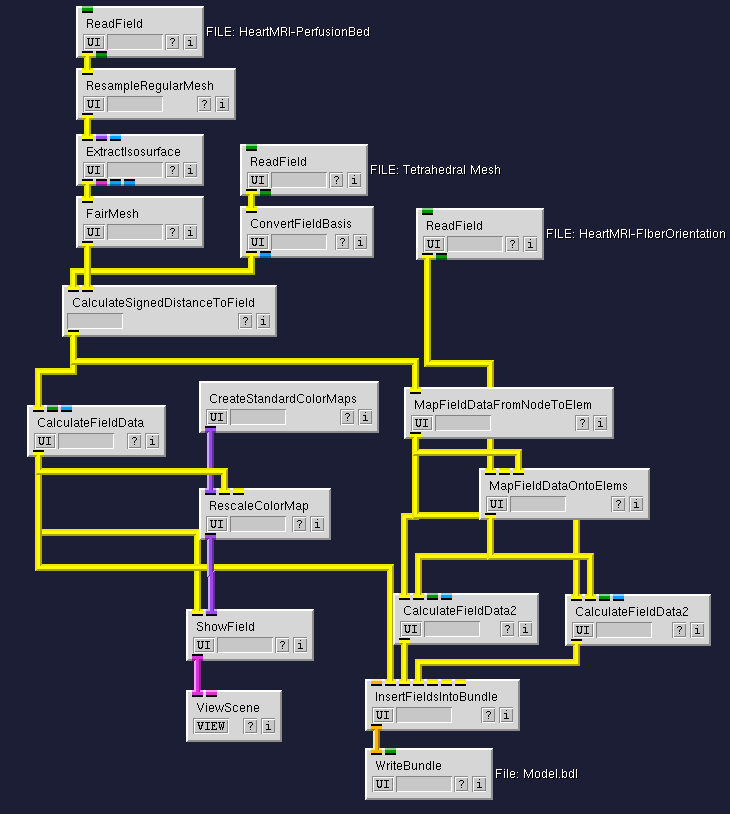 ReadField
UI ? i
FILE: HeartMRI-PerfusionBed
ResampleRegularMesh
UI ? i
ExtractIsosurface
UI ? i
ReadField
UI ? i
FILE: Tetrahedral Mesh
FairMesh
UI ? i
ConvertFieldBasis
UI ? i
ReadField
UI ? i
FILE: HeartMRI-FIberOrientation
CalculateSignedDistanceToField
? i
CreateStandardColorMaps
UI ? i
MapFieldDataFromNodeToElem
UI ? i
CalculateFieldData
UI ? i
MapFieldDataOntoElems
UI ? i
RescaleColorMap
UI ? i
CalculateFieldData2
UI ? i
CalculateFieldData2
UI ? i
ShowField
UI ? i
InsertFieldsIntoBundle
UI ? i
ViewScene
VIEW ? i
WriteBundle
UI ? i
File: Model.bdl